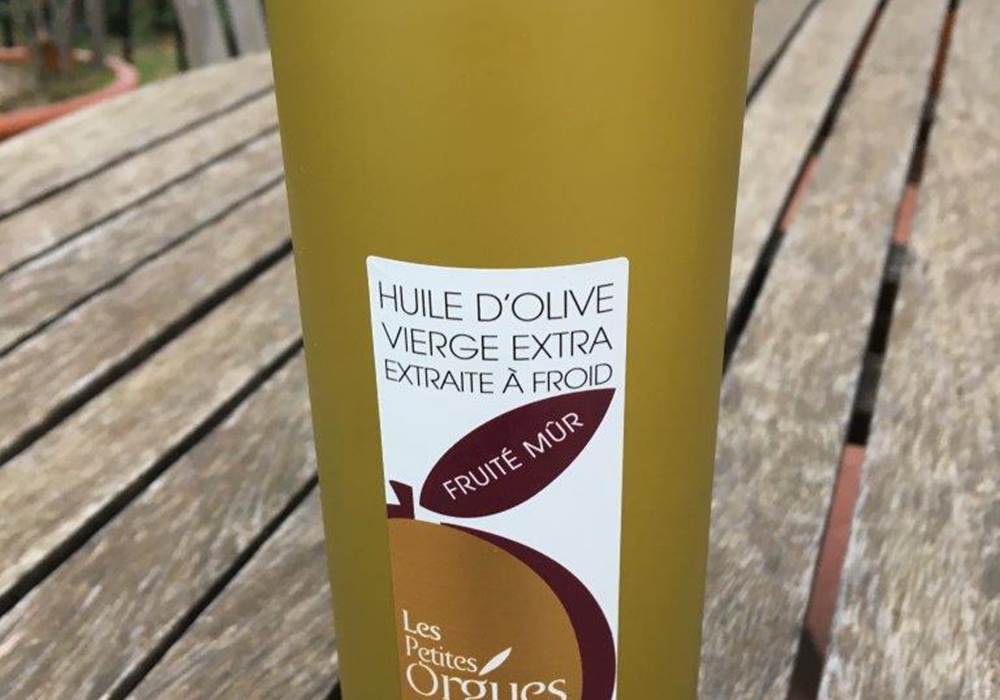 HUILE D'OLIVE
VIERGE EXTRA
EXTRAITE À FROID
FRUITÉ MÛR
Les
Petites
Orgues